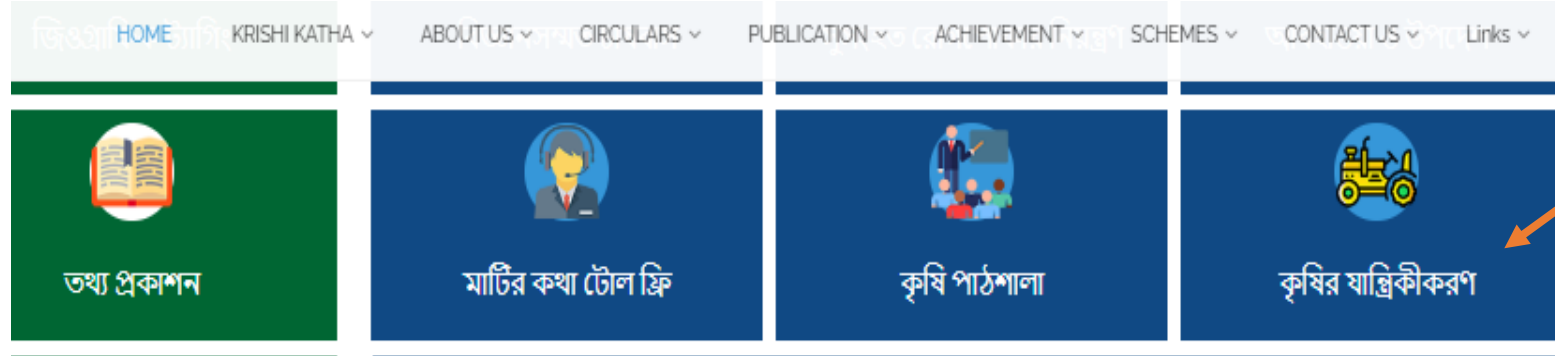 HOME KRISHI KATHA ABOUT US CIRCULARS PUBLICATION ACHIEVEMENT SCHEMES CONTACT US Links
তথ্য প্রকাশন মাটির কথা টোল ফ্রি কৃষি পাঠশালা কৃষির যান্ত্রিকীকরণ